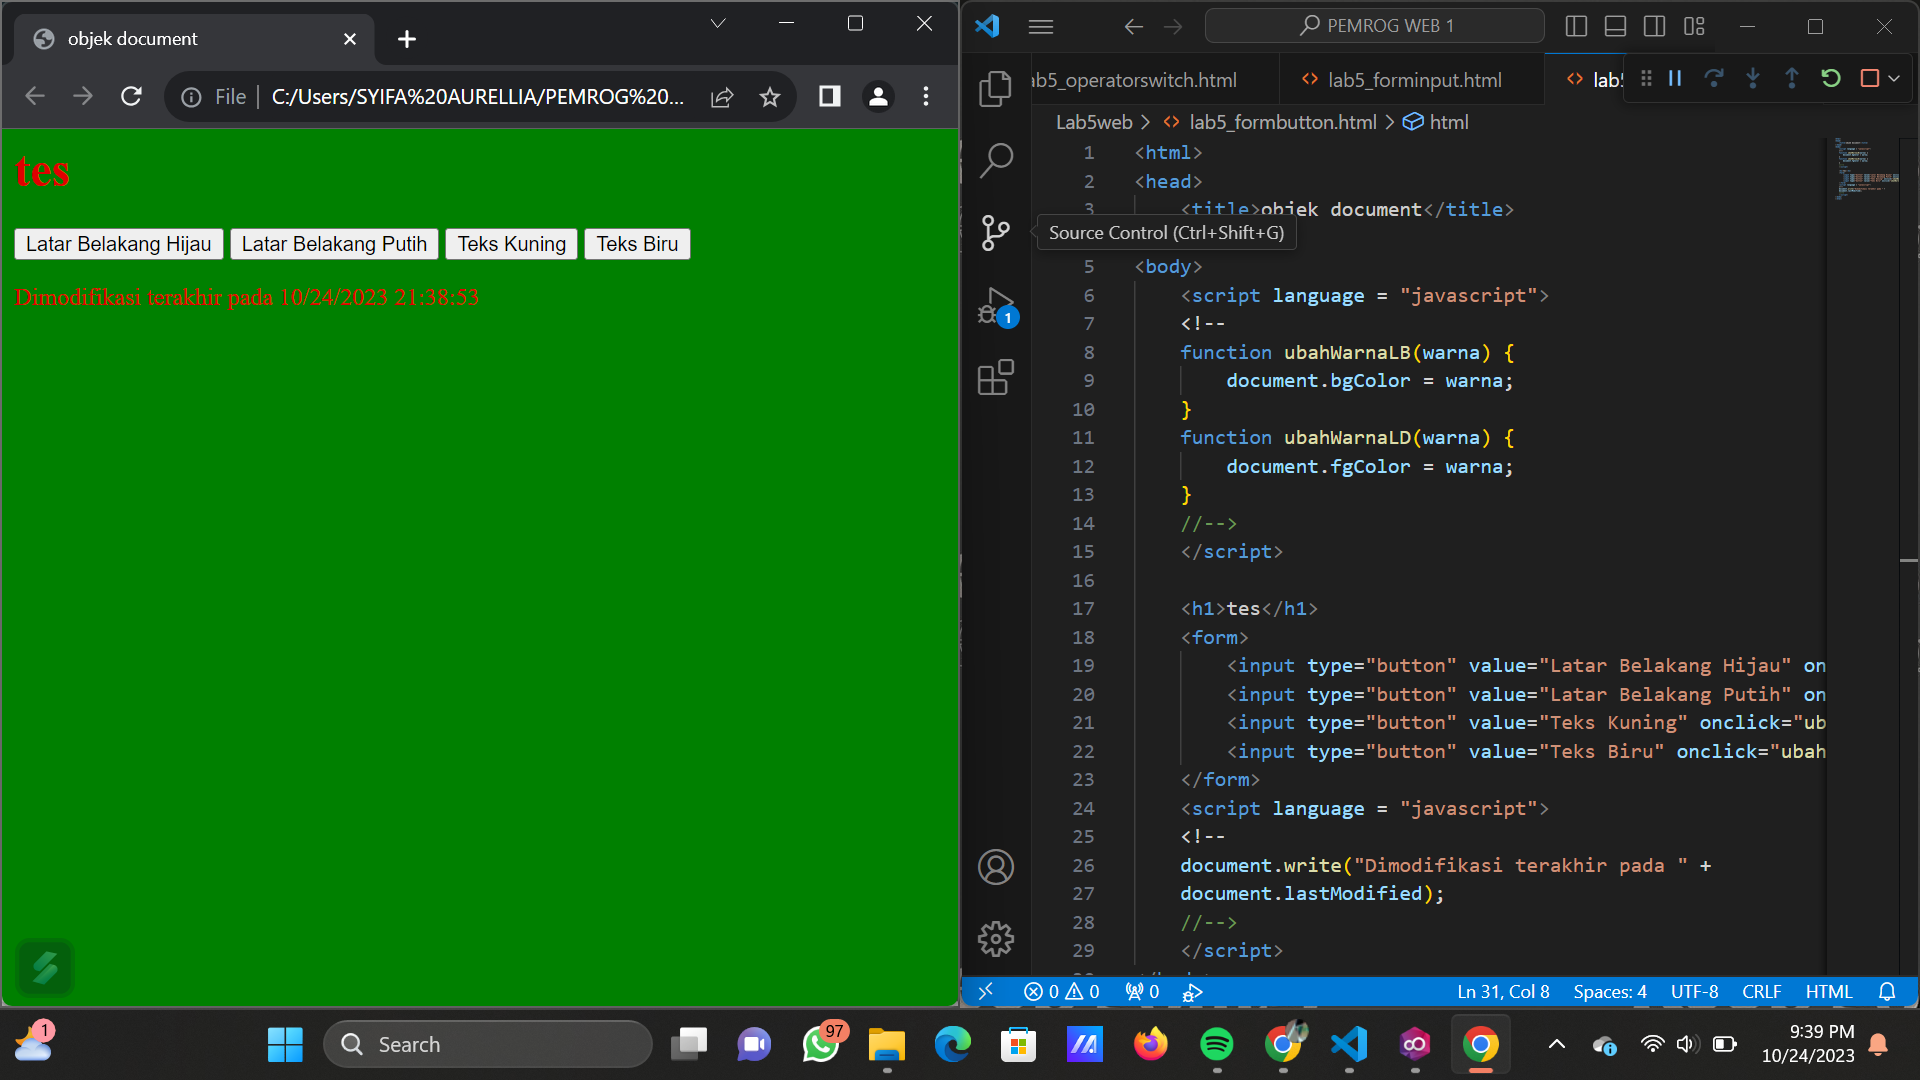 objek document
File
C:/Users/SYIFA%20AURELLIA/PEMROG%20...
tes
Latar Belakang Hijau
Latar Belakang Putih
Teks Kuning
Teks Biru
Dimodifikasi terakhir pada 10/24/2023 21:38:53
PEMROG WEB 1
ab5_operatorswitch.html
lab5_forminput.html
lab5
Lab5web > lab5_formbutton.html > html
1 <html>
2 <head>
3 <title>objek document</title>
Source Control (Ctrl+Shift+G)
5 <body>
6 <script language = "javascript">
7 <!--
8 function ubahWarnaLB(warna) {
9 document.bgColor = warna;
10 }
11 function ubahWarnaLD(warna) {
12 document.fgColor = warna;
13 }
14 //-->
15 </script>
16
17 <h1>tes</h1>
18 <form>
19 <input type="button" value="Latar Belakang Hijau" on
20 <input type="button" value="Latar Belakang Putih" on
21 <input type="button" value="Teks Kuning" onclick="ub
22 <input type="button" value="Teks Biru" onclick="ubah
23 </form>
24 <script language = "javascript">
25 <!--
26 document.write("Dimodifikasi terakhir pada " +
27 document.lastModified);
28 //-->
29 </script>
1
0 0 0
Ln 31, Col 8 Spaces: 4 UTF-8 CRLF HTML
1
Search
97
9:39 PM
10/24/2023